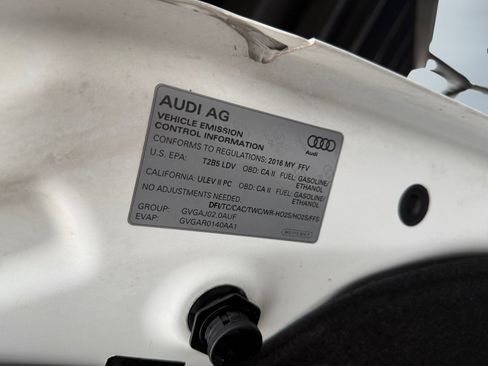 AUDI AG
VEHICLE EMISSION
CONTROL INFORMATION
Audi
CONFORMS TO REGULATIONS: 2016 MY FFV
U.S. EPA: T2B5 LDV OBD: CA II FUEL: GASOLINE/
ETHANOL
CALIFORNIA: ULEV II PC OBD: CA II FUEL: GASOLINE/
ETHANOL
NO ADJUSTMENTS NEEDED.
DFI/TC/CAC/TWC/WR-HO2S/HO2S/FFS
GROUP: GVGAJ02.0AUF
EVAP: GVGAR0140AA1